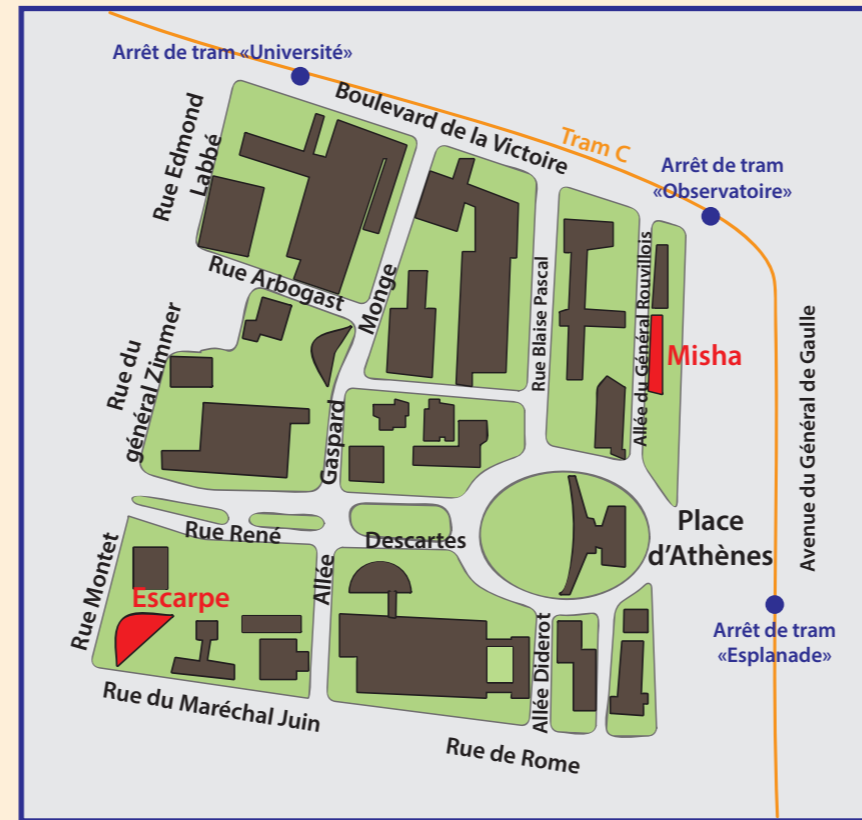 Arrêt de tram «Université»
Boulevard de la Victoire
Tram C
Arrêt de tram
«Observatoire»
Rue Edmond
Labbé
Rue Arbogast
Monge
Rue Blaise Pascal
Allée du Général Rouvillois
Misha
Avenue du Général de Gaulle
Rue du
général Zimmer
Gaspard
Rue René
Descartes
Place
d'Athènes
Rue Montet
Escarpe
Allée
Allée Diderot
Arrêt de tram
«Esplanade»
Rue du Maréchal Juin
Rue de Rome